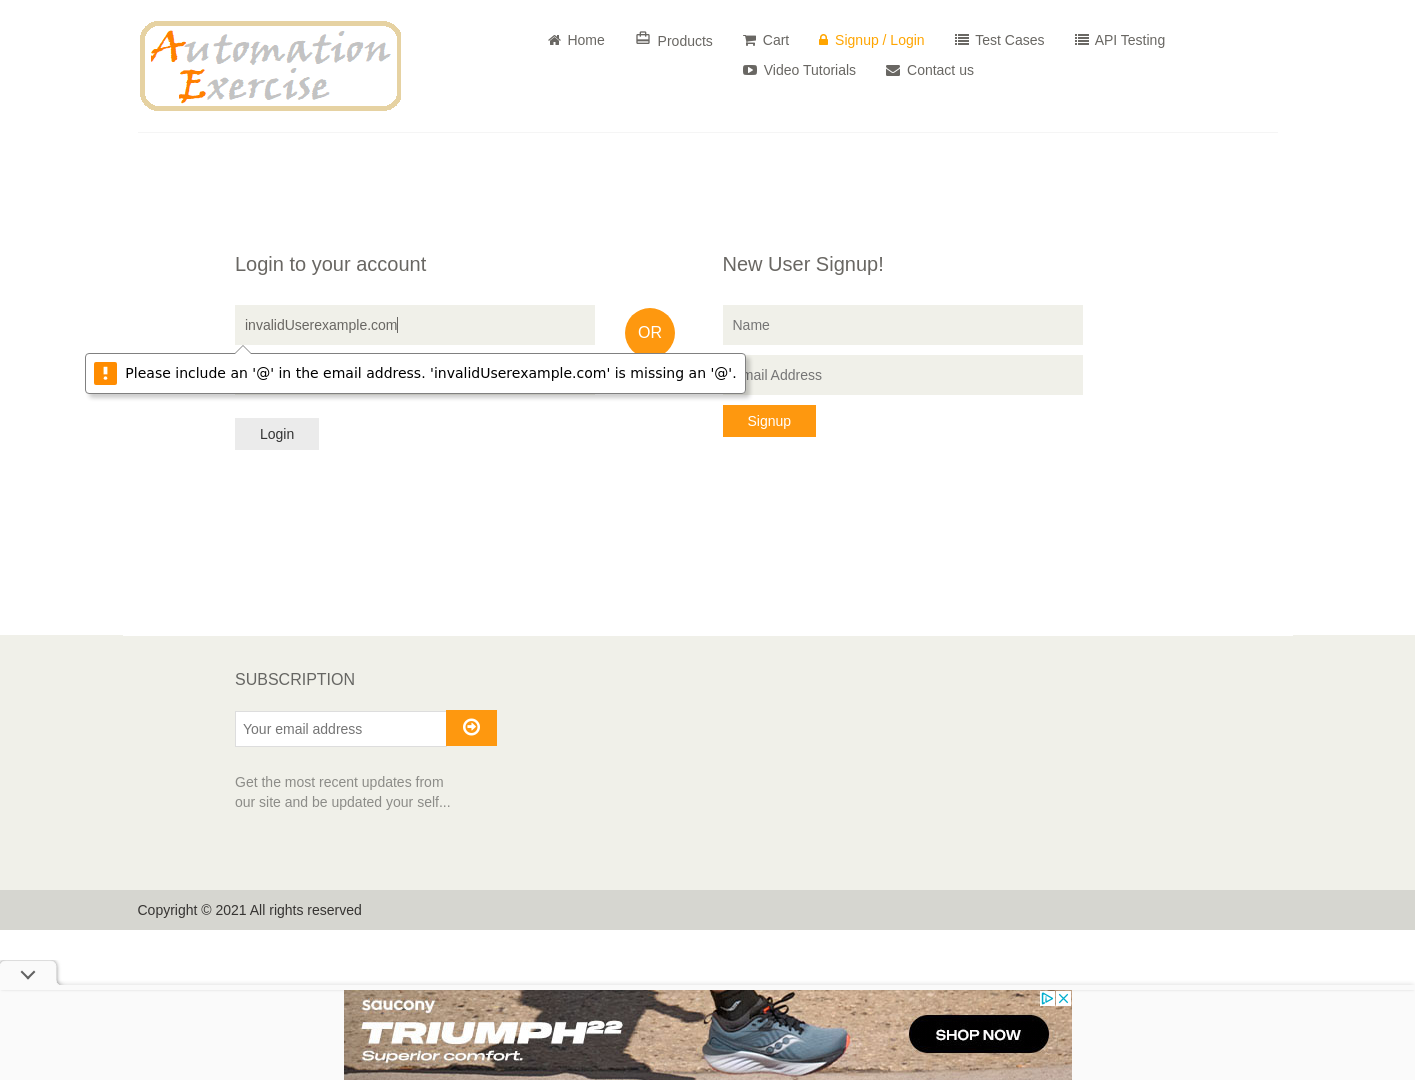 Automation
Exercise
Home
Products
Cart
Signup / Login
Test Cases
API Testing
Video Tutorials
Contact us
Login to your account
invalidUserexample.com
Please include an '@' in the email address. 'invalidUserexample.com' is missing an '@'.
Login
OR
New User Signup!
Name
mail Address
Signup
SUBSCRIPTION
Your email address
Get the most recent updates from
our site and be updated your self...
Copyright © 2021 All rights reserved
saucony
TRIUMPH22
Superior comfort.
SHOP NOW